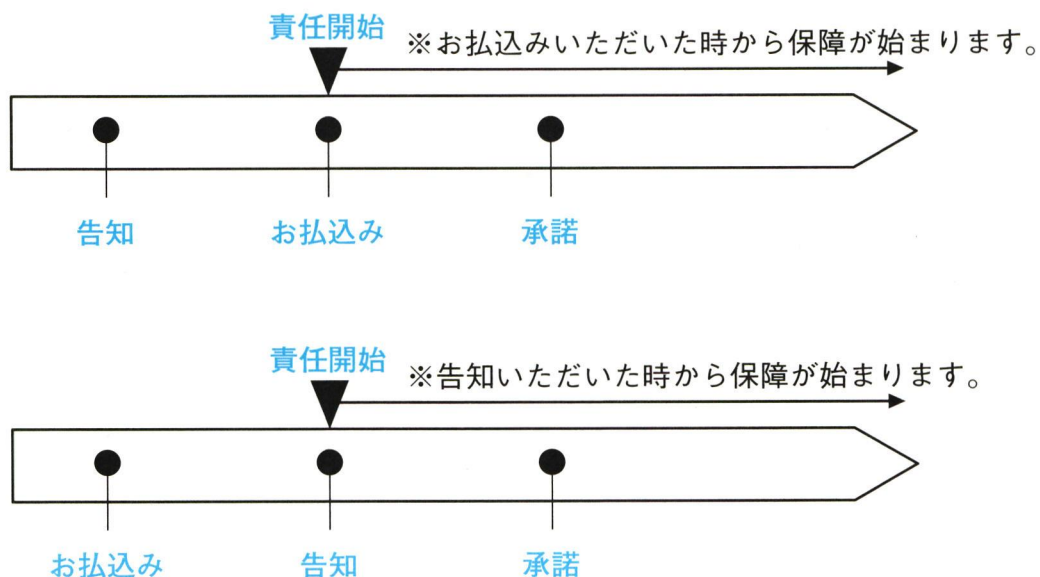 責任開始
※お払込みいただいた時から保障が始まります。
告知
お払込み
承諾
責任開始
※告知いただいた時から保障が始まります。
お払込み
告知
承諾